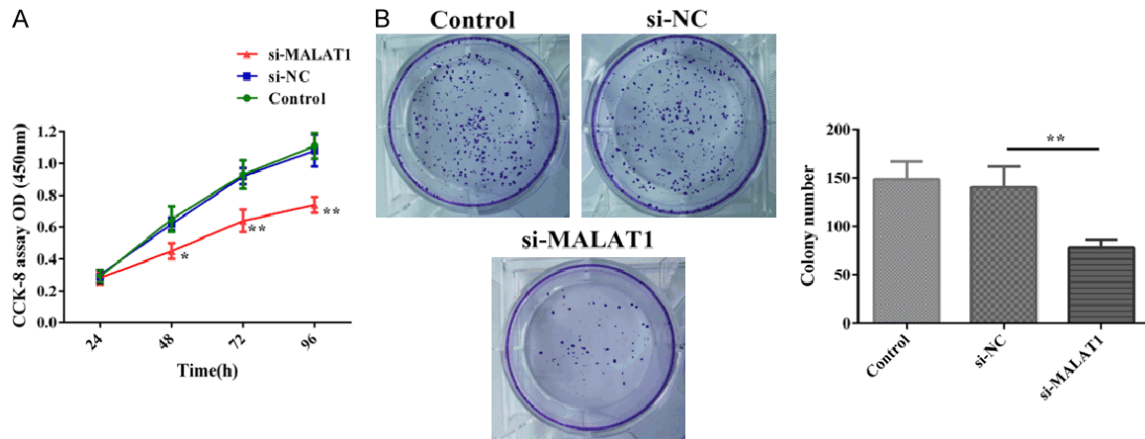 A
si-MALAT1
si-NC
Control
CCK-8 assay OD (450nm)
1.2
1.0
0.8
0.6
0.4
0.2
0.0
*
**
**
24
48
72
96
Time(h)
B
Control
si-NC
si-MALAT1
Colony number
200
150
100
50
0
**
Control
si-NC
si-MALAT1